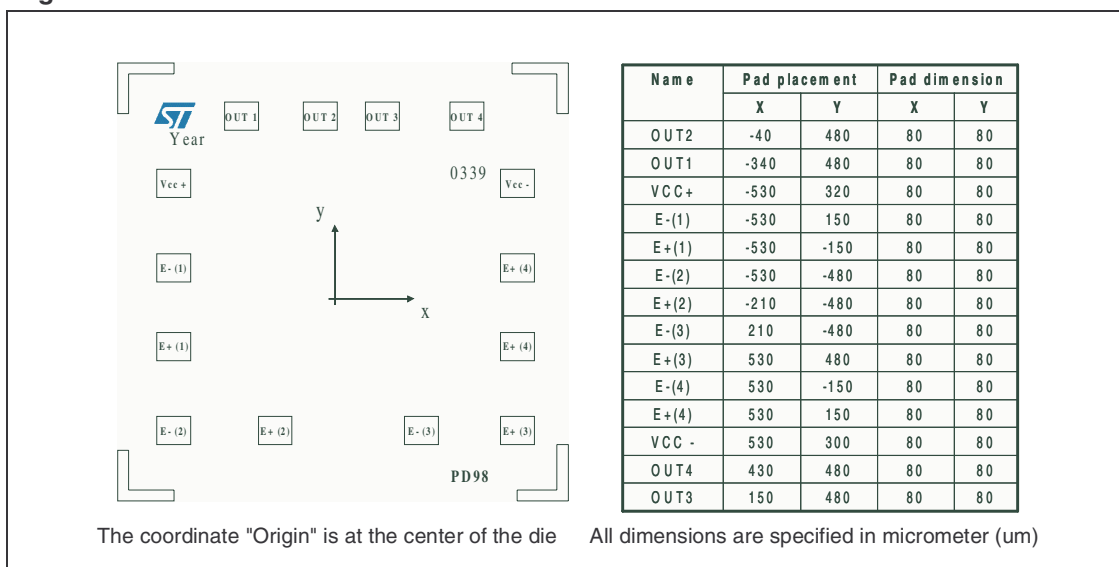 ST
Year
OUT 1
OUT 2
OUT 3
OUT 4
Vcc +
0339
Vcc -
y
E- (1)
E+ (4)
x
E+ (1)
E+ (4)
E- (2)
E+ (2)
E- (3)
E+ (3)
PD98
The coordinate "Origin" is at the center of the die
Name Pad placement Pad dimension
X Y X Y
OUT2 -40 480 80 80
OUT1 -340 480 80 80
VCC+ -530 320 80 80
E-(1) -530 150 80 80
E+(1) -530 -150 80 80
E-(2) -530 -480 80 80
E+(2) -210 -480 80 80
E-(3) 210 -480 80 80
E+(3) 530 480 80 80
E-(4) 530 -150 80 80
E+(4) 530 150 80 80
VCC - 530 300 80 80
OUT4 430 480 80 80
OUT3 150 480 80 80
All dimensions are specified in micrometer (um)